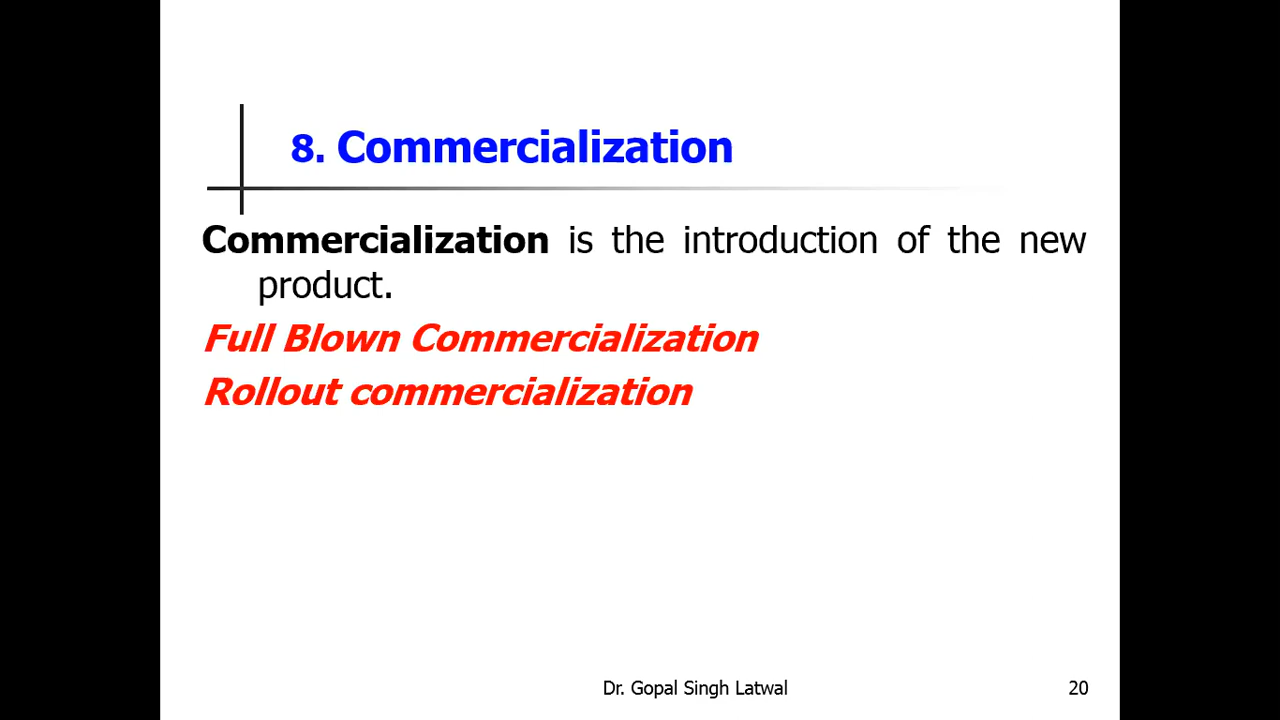 8. Commercialization
Commercialization is the introduction of the new
product.
Full Blown Commercialization
Rollout commercialization
Dr. Gopal Singh Latwal
20